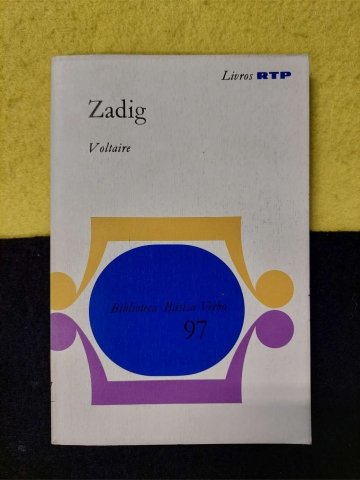 Livros RTP
Zadig
Voltaire
Biblioteca Básica Verbo
97